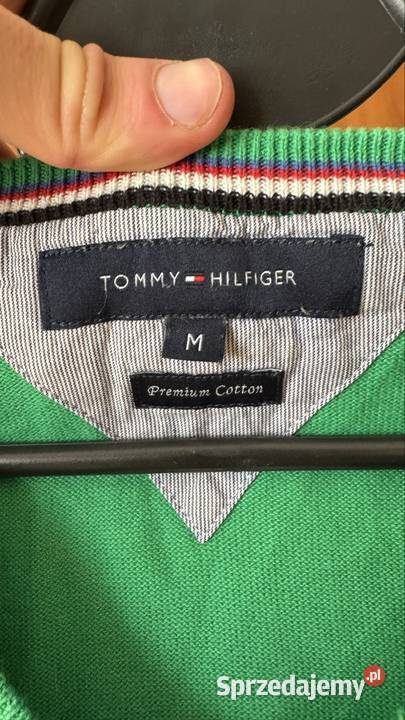 TOMMY HILFIGER
M
Premium Cotton
Sprzedajemy.pl